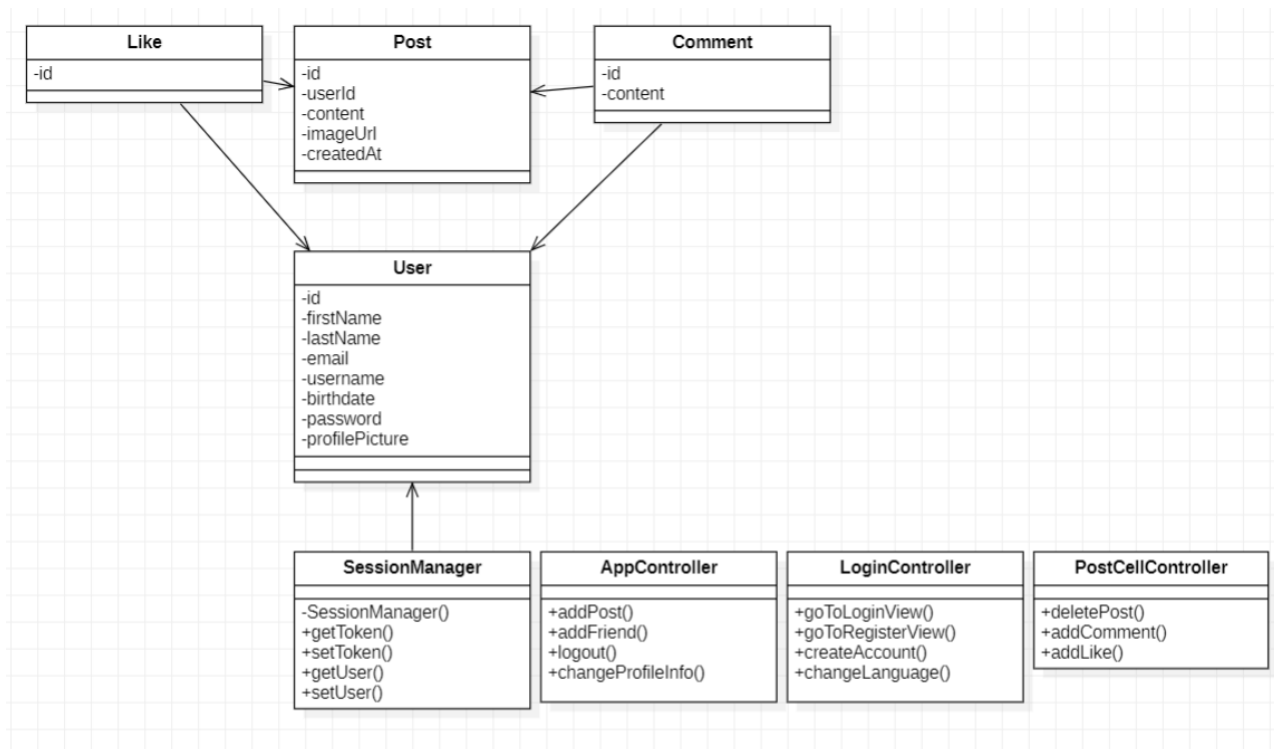 Like
-id
Post
-id
-userId
-content
-imageUrl
-createdAt
Comment
-id
-content
User
-id
-firstName
-lastName
-email
-username
-birthdate
-password
-profilePicture
SessionManager
-SessionManager()
+getToken()
+setToken()
+getUser()
+setUser()
AppController
+addPost()
+addFriend()
+logout()
+changeProfileInfo()
LoginController
+goToLoginView()
+goToRegisterView()
+createAccount()
+changeLanguage()
PostCellController
+deletePost()
+addComment()
+addLike()